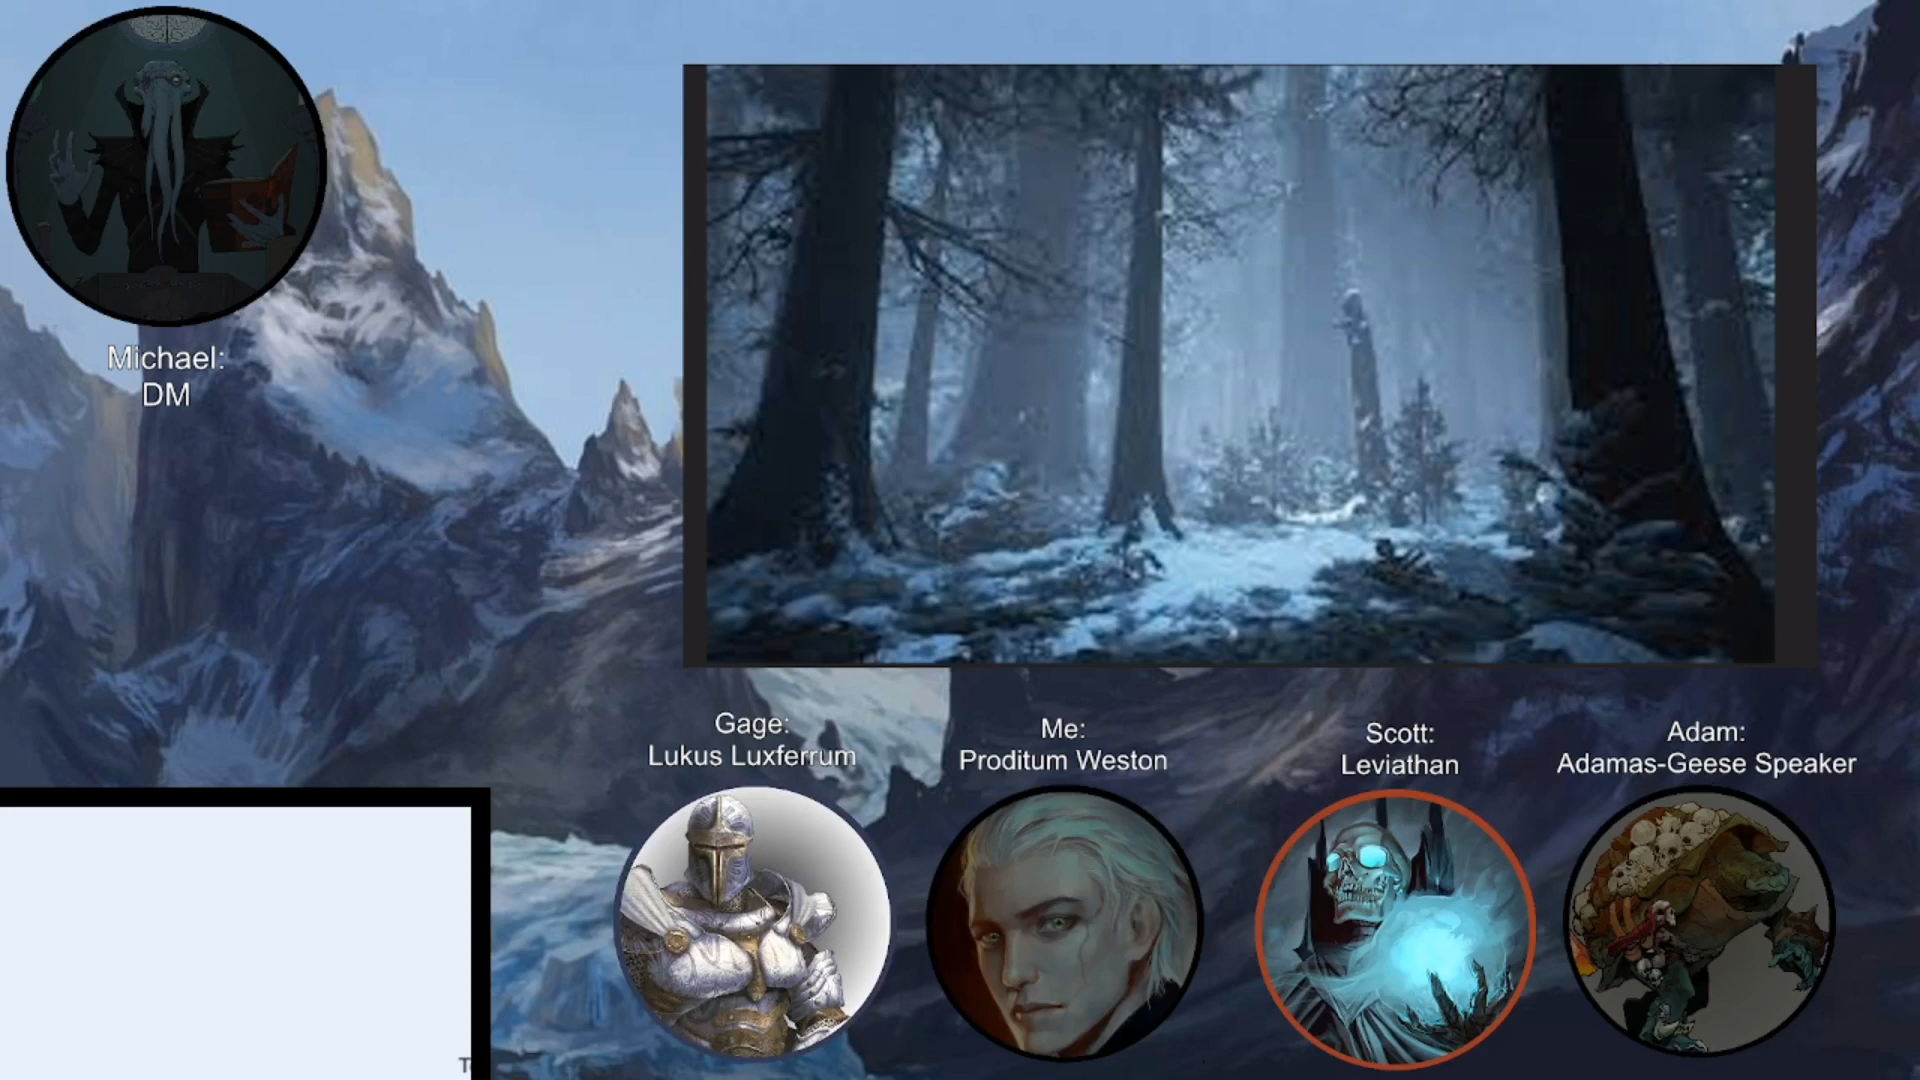 Michael:
DM
Gage:
Lukus Luxferrum
Me:
Proditum Weston
Scott:
Leviathan
Adam:
Adamas-Geese Speaker